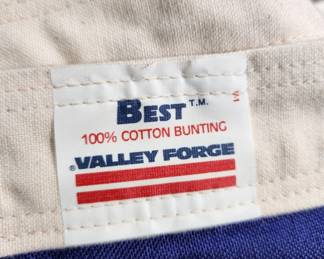 BEST T.M.
100% COTTON BUNTING
®VALLEY FORGE